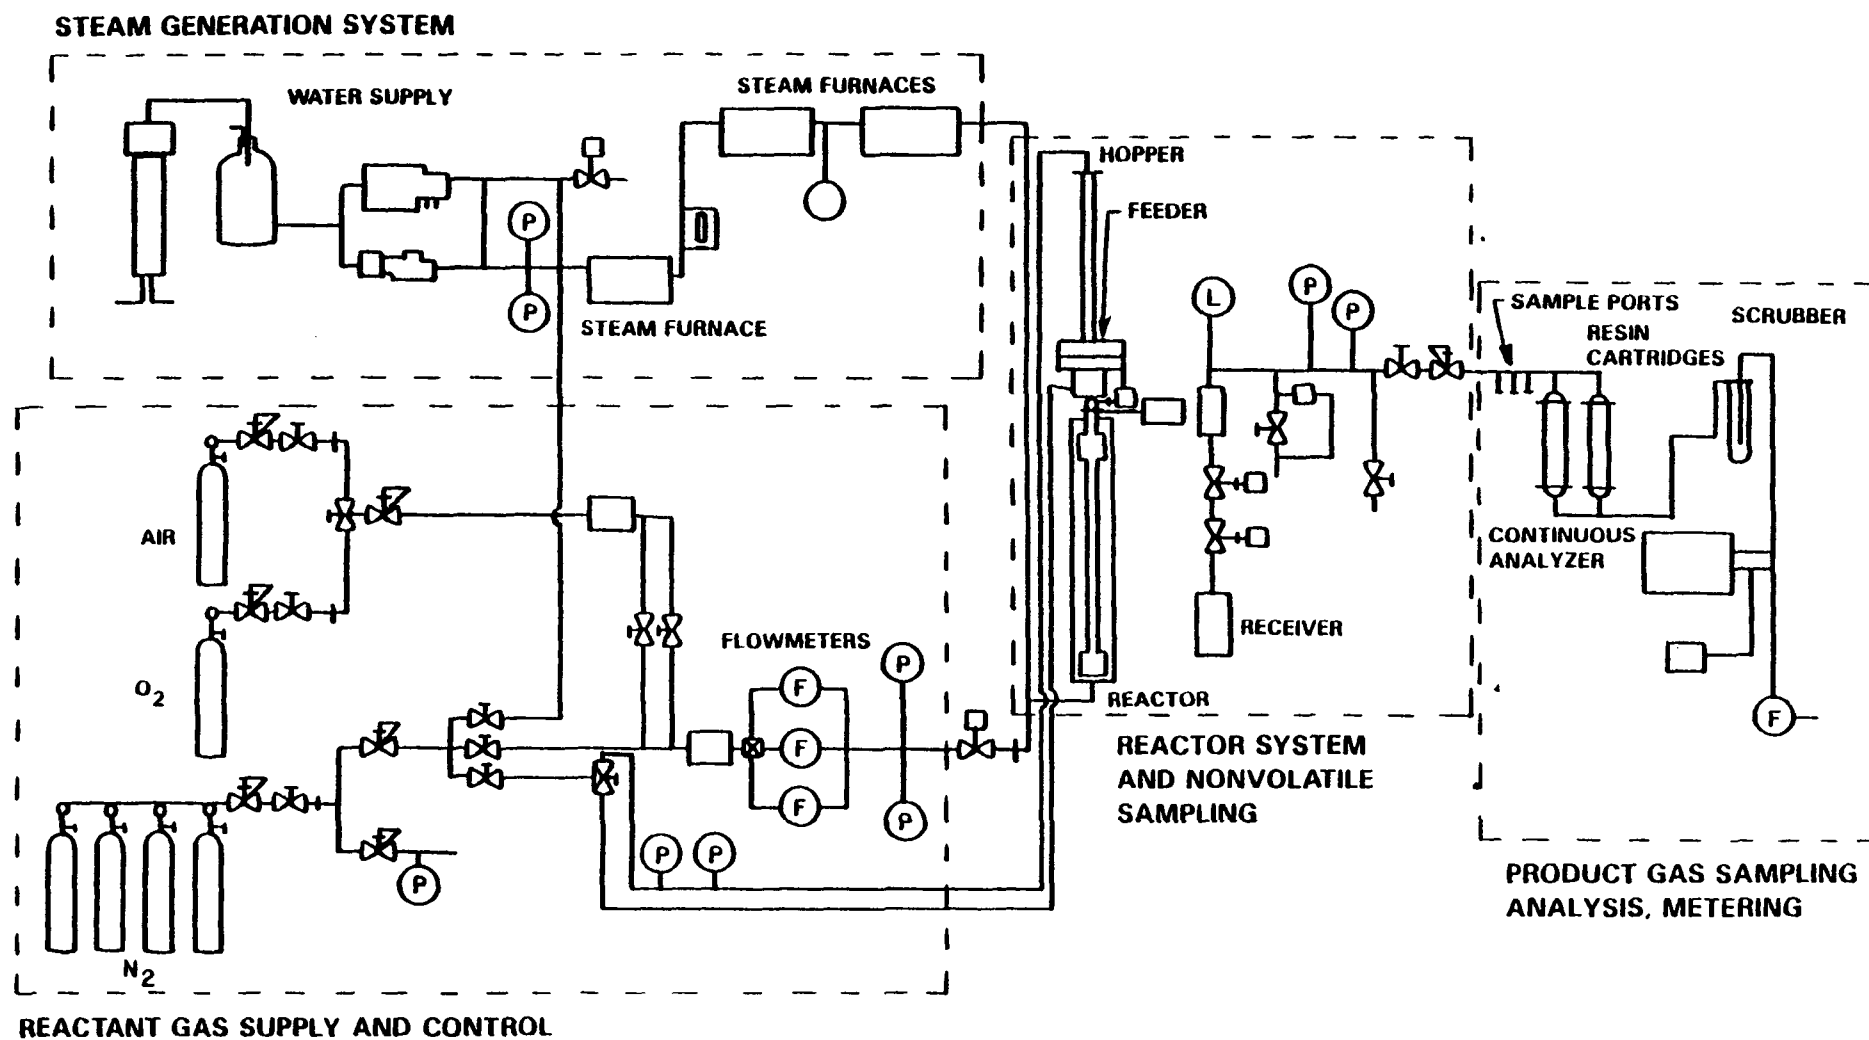 STEAM GENERATION SYSTEM
WATER SUPPLY
STEAM FURNACES
P
P
STEAM FURNACE
HOPPER
FEEDER
L
P
P
RECEIVER
REACTOR
REACTOR SYSTEM
AND NONVOLATILE
SAMPLING
SAMPLE PORTS
RESIN
CARTRIDGES
SCRUBBER
CONTINUOUS
ANALYZER
F
PRODUCT GAS SAMPLING
ANALYSIS, METERING
AIR
O2
N2
FLOWMETERS
F
F
F
P
P
P
P
P
REACTANT GAS SUPPLY AND CONTROL